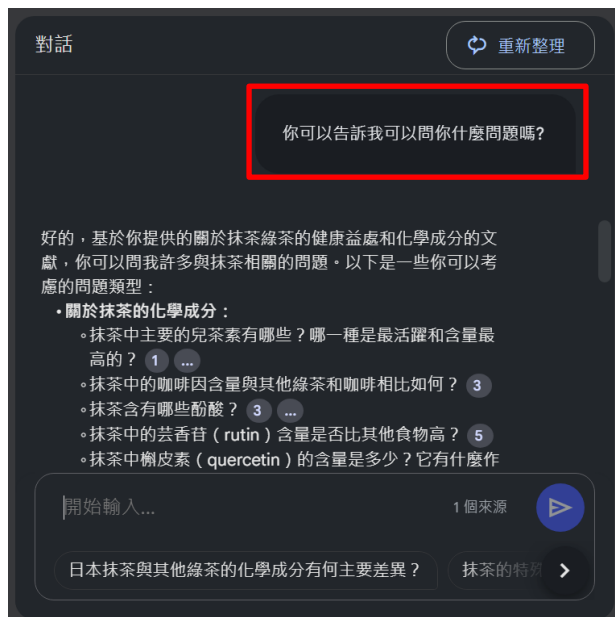 對話
重新整理
你可以告訴我可以問你什麼問題嗎?
好的，基於你提供的關於抹茶綠茶的健康益處和化學成分的文
獻，你可以問我許多與抹茶相關的問題。以下是一些你可以考
慮的問題類型：
•關於抹茶的化學成分：
◦抹茶中主要的兒茶素有哪些？哪一種是最活躍和含量最
高的？ 1 ...
◦抹茶中的咖啡因含量與其他綠茶和咖啡相比如何？ 3
◦抹茶含有哪些酚酸？ 3 ...
◦抹茶中的芸香苷（rutin）含量是否比其他食物高？ 5
◦抹茶中槲皮素（quercetin）的含量是多少？它有什麼作
開始輸入...
1 個來源
日本抹茶與其他綠茶的化學成分有何主要差異？
抹茶的特殊